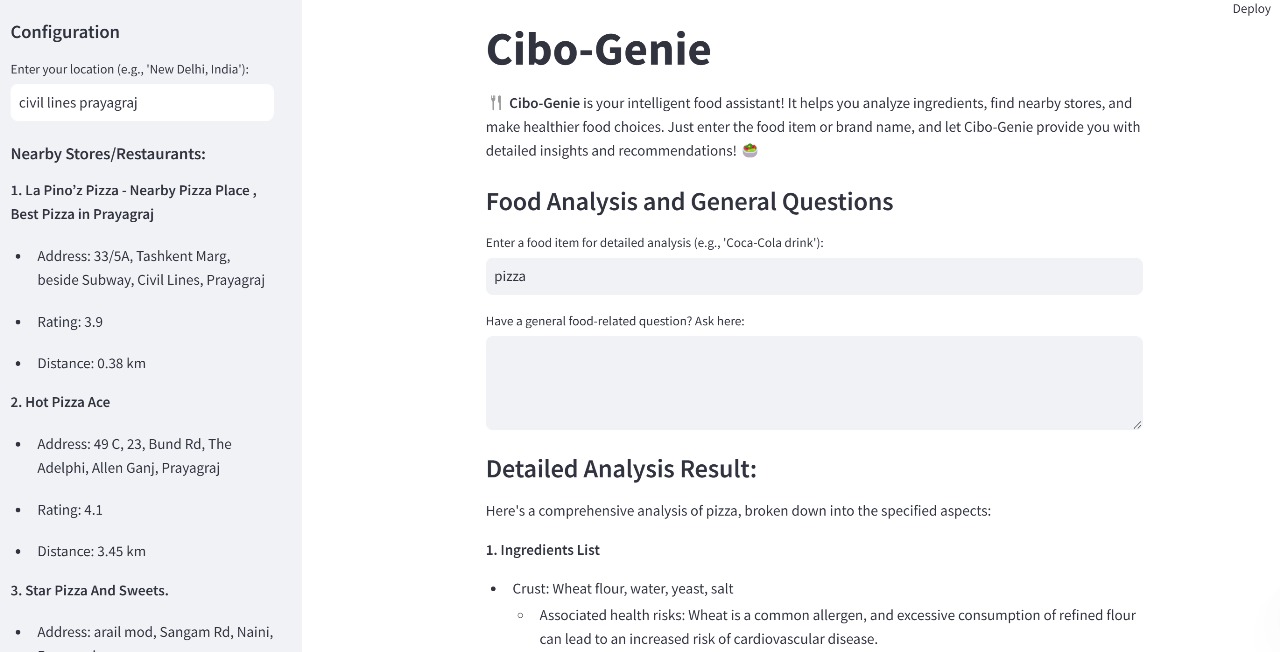 Configuration
Enter your location (e.g., 'New Delhi, India'):
civil lines prayagraj
Nearby Stores/Restaurants:
1. La Pino’z Pizza - Nearby Pizza Place ,
Best Pizza in Prayagraj
Address: 33/5A, Tashkent Marg,
beside Subway, Civil Lines, Prayagraj
Rating: 3.9
Distance: 0.38 km
2. Hot Pizza Ace
Address: 49 C, 23, Bund Rd, The
Adelphi, Allen Ganj, Prayagraj
Rating: 4.1
Distance: 3.45 km
3. Star Pizza And Sweets.
Address: arail mod, Sangam Rd, Naini,
Deploy
Cibo-Genie
🍴 Cibo-Genie is your intelligent food assistant! It helps you analyze ingredients, find nearby stores, and
make healthier food choices. Just enter the food item or brand name, and let Cibo-Genie provide you with
detailed insights and recommendations! 🥗
Food Analysis and General Questions
Enter a food item for detailed analysis (e.g., 'Coca-Cola drink'):
pizza
Have a general food-related question? Ask here:
Detailed Analysis Result:
Here's a comprehensive analysis of pizza, broken down into the specified aspects:
1. Ingredients List
Crust: Wheat flour, water, yeast, salt
Associated health risks: Wheat is a common allergen, and excessive consumption of refined flour
can lead to an increased risk of cardiovascular disease.